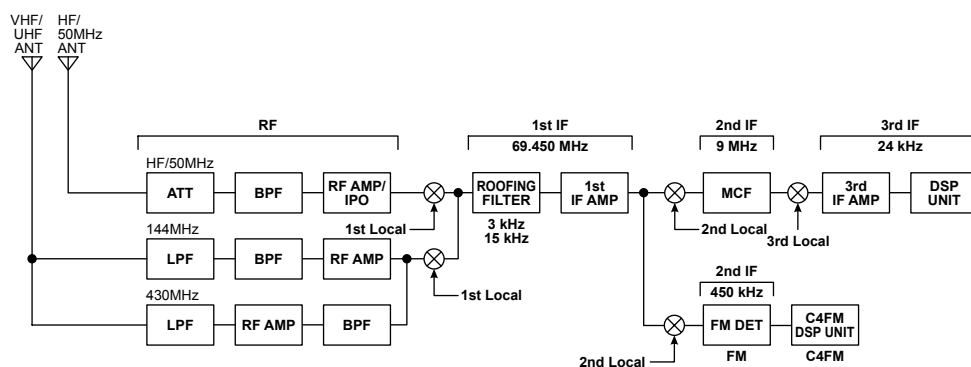 VHF/
UHF
ANT
HF/
50MHz
ANT
RF
1st IF
69.450 MHz
2nd IF
9 MHz
3rd IF
24 kHz
HF/50MHz
ATT
BPF
RF AMP/
IPO
1st Local
ROOFING
FILTER
3 kHz
15 kHz
1st
IF AMP
MCF
2nd Local
3rd Local
3rd
IF AMP
DSP
UNIT
144MHz
LPF
BPF
RF AMP
1st Local
430MHz
LPF
RF AMP
BPF
2nd IF
450 kHz
2nd Local
FM DET
FM
C4FM
DSP UNIT
C4FM